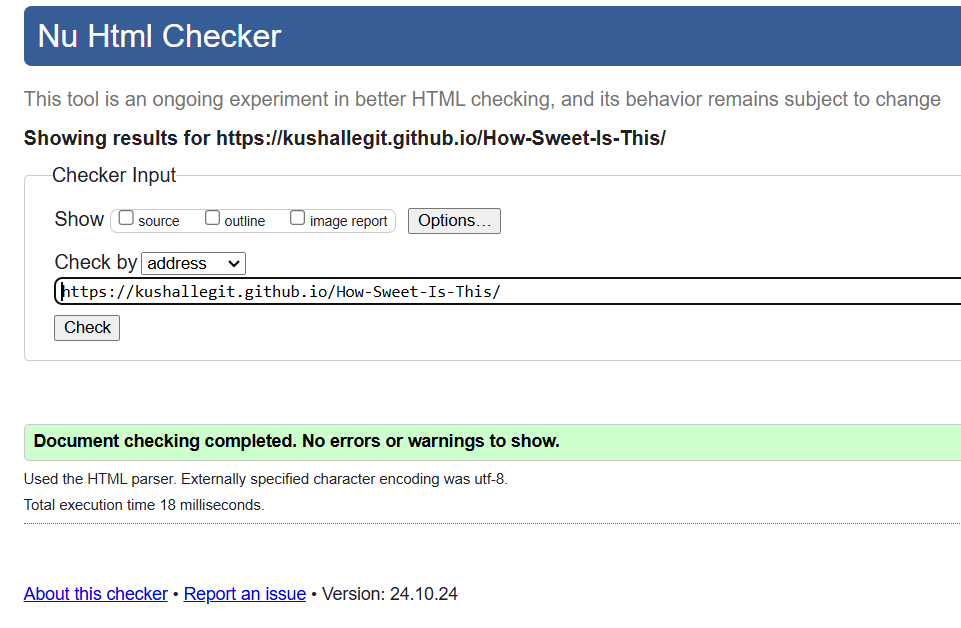 Nu Html Checker
This tool is an ongoing experiment in better HTML checking, and its behavior remains subject to change
Showing results for https://kushallegit.github.io/How-Sweet-Is-This/
Checker Input
Show source outline image report Options...
Check by address
https://kushallegit.github.io/How-Sweet-Is-This/
Check
Document checking completed. No errors or warnings to show.
Used the HTML parser. Externally specified character encoding was utf-8.
Total execution time 18 milliseconds.
About this checker • Report an issue • Version: 24.10.24